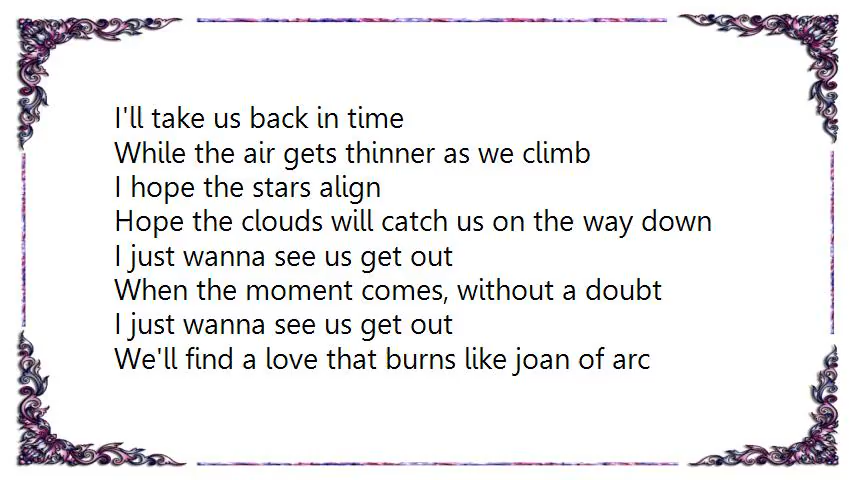 I'll take us back in time
While the air gets thinner as we climb
I hope the stars align
Hope the clouds will catch us on the way down
I just wanna see us get out
When the moment comes, without a doubt
I just wanna see us get out
We'll find a love that burns like joan of arc